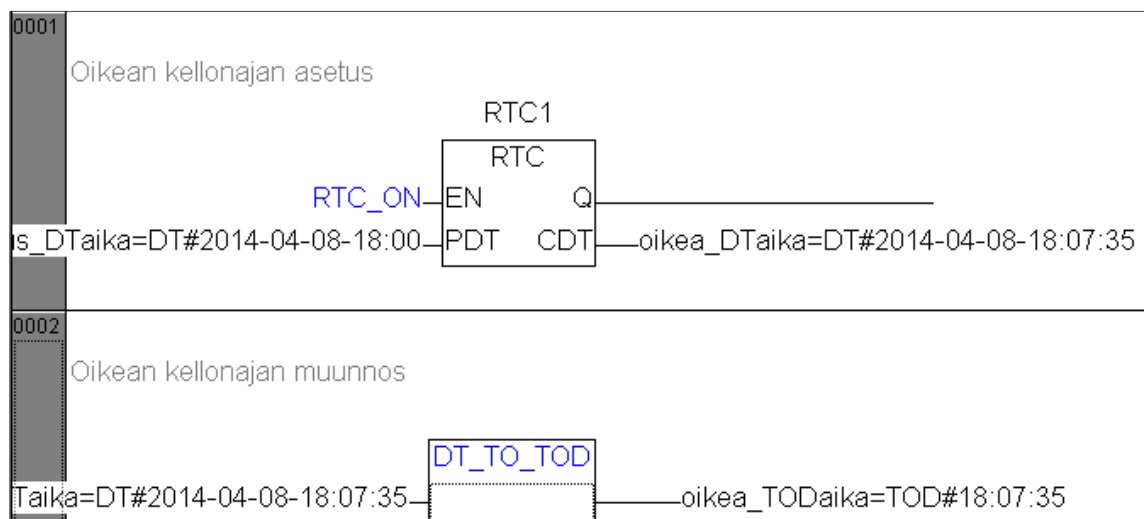 0001
Oikean kellonajan asetus
RTC1
RTC
RTC_ON EN Q
s_DTaika=DT#2014-04-08-18:00 PDT CDT oikea_DTaika=DT#2014-04-08-18:07:35
0002
Oikean kellonajan muunnos
DT_TO_TOD
Taika=DT#2014-04-08-18:07:35 oikea_TODaika=TOD#18:07:35